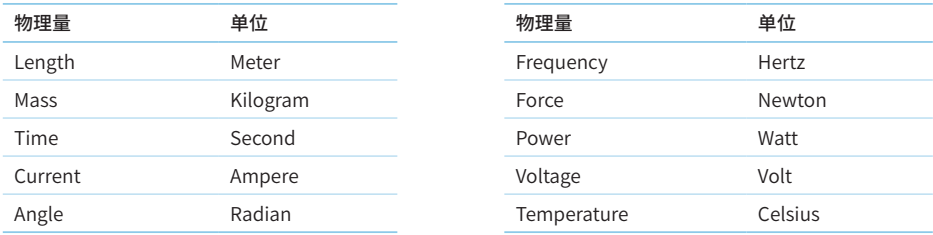 物理量 单位
Length Meter
Mass Kilogram
Time Second
Current Ampere
Angle Radian
物理量 单位
Frequency Hertz
Force Newton
Power Watt
Voltage Volt
Temperature Celsius